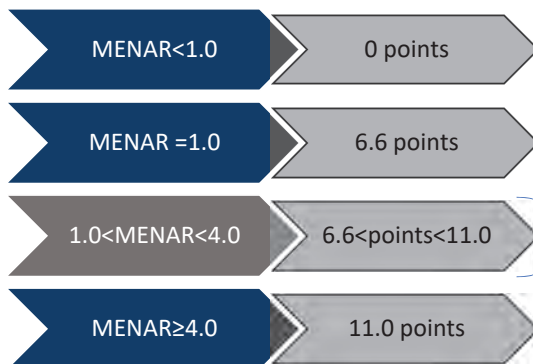 MENAR<1.0
0 points
MENAR =1.0
6.6 points
1.0<MENAR<4.0
6.6<points<11.0
MENAR≥4.0
11.0 points